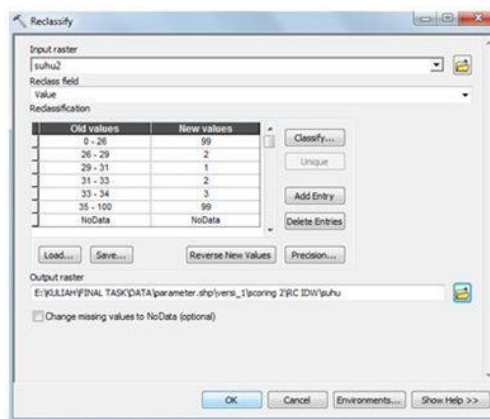 Reclassify
Input raster
suhu2
Reclass field
Value
Reclassification
Old values New values
0 - 26 99
26 - 29 2
29 - 31 1
31 - 33 2
33 - 34 3
35 - 100 99
NoData NoData
Classify...
Unique
Add Entry
Delete Entries
Load... Save... Reverse New Values Precision...
Output raster
E:\KULIAH\FINAL TASK\DATA\parameter.shp\versi_1\scoring 2\RC IDW\suhu
Change missing values to NoData (optional)
OK Cancel Environments... Show Help >>